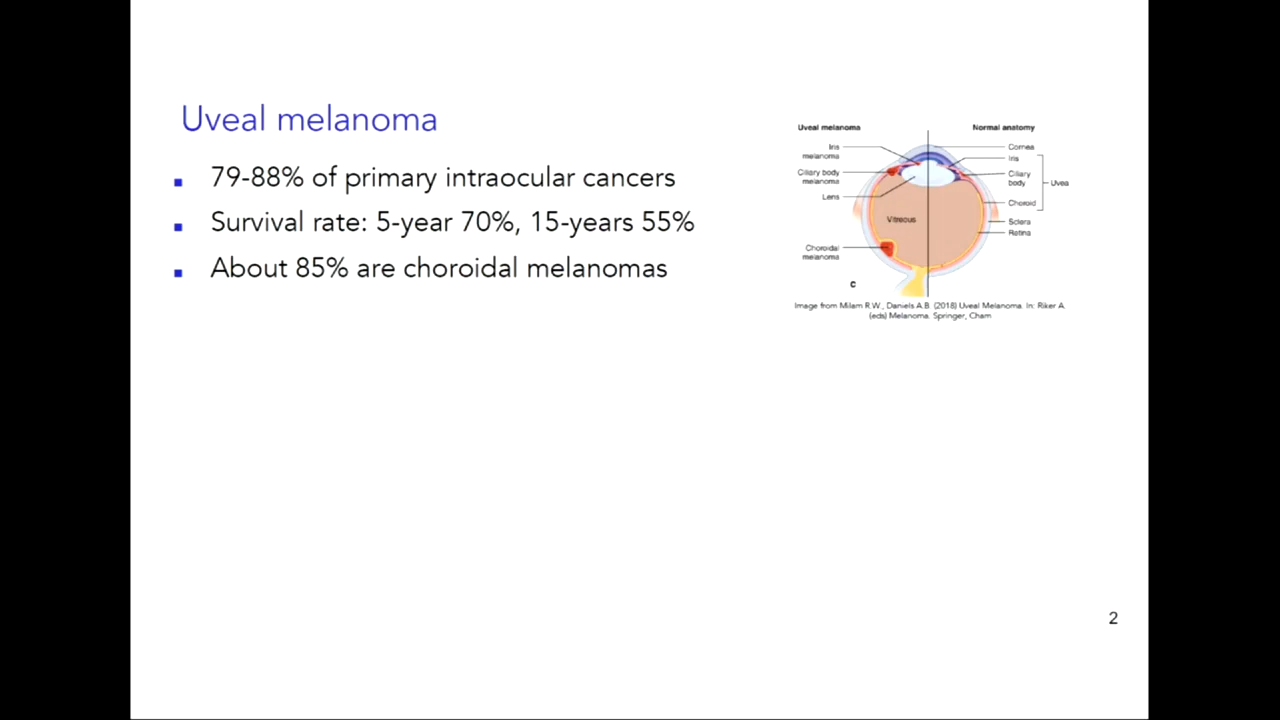 Uveal melanoma
79-88% of primary intraocular cancers
Survival rate: 5-year 70%, 15-years 55%
About 85% are choroidal melanomas
Uveal melanoma
Normal anatomy
Iris
melanoma
Ciliary body
melanoma
Lens
Vitreous
Choroidal
melanoma
Cornea
Iris
Ciliary
body
Uvea
Choroid
Sclera
Retina
C
Image from Milam R.W., Daniels A.B. (2018) Uveal Melanoma. In: Riker A.
(eds) Melanoma. Springer, Cham
2